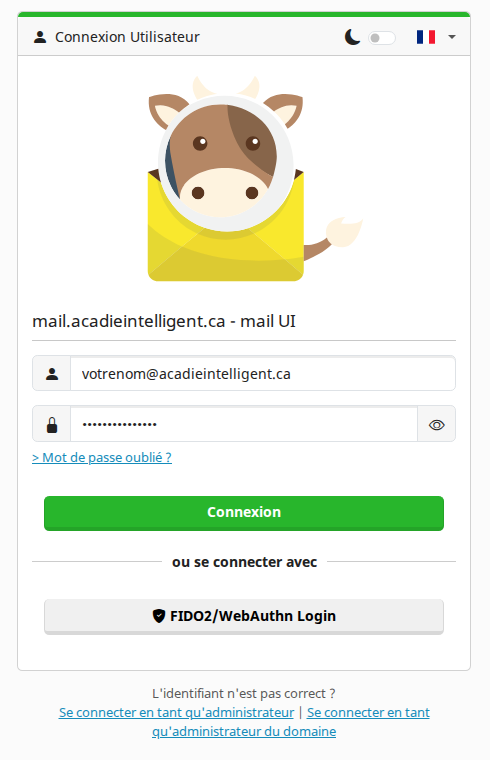 Connexion Utilisateur
mail.acadieintelligent.ca - mail UI
votrenom@acadieintelligent.ca
•••••••••••••••
> Mot de passe oublié ?
Connexion
ou se connecter avec
FIDO2/WebAuthn Login
L'identifiant n'est pas correct ?
Se connecter en tant qu'administrateur | Se connecter en tant
qu'administrateur du domaine